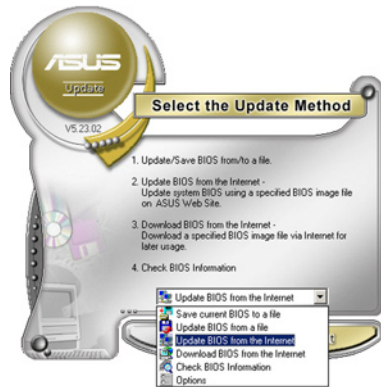 ASUS
Update
V5.23.02
Select the Update Method
1. Update/Save BIOS from/to a file.
2. Update BIOS from the Internet -
Update system BIOS using a specified BIOS image file
on ASUS Web Site.
3. Download BIOS from the Internet -
Download a specified BIOS image file via Internet for
later usage.
4. Check BIOS Information
Update BIOS from the Internet
Save current BIOS to a file
Update BIOS from a file
Update BIOS from the Internet
Download BIOS from the Internet
Check BIOS Information
Options